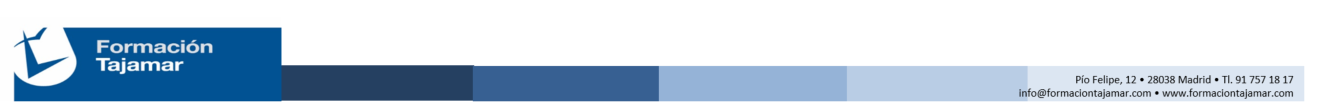 Formación
Tajamar
Pío Felipe, 12 • 28038 Madrid • Tl. 91 757 18 17
info@formaciontajamar.com • www.formaciontajamar.com